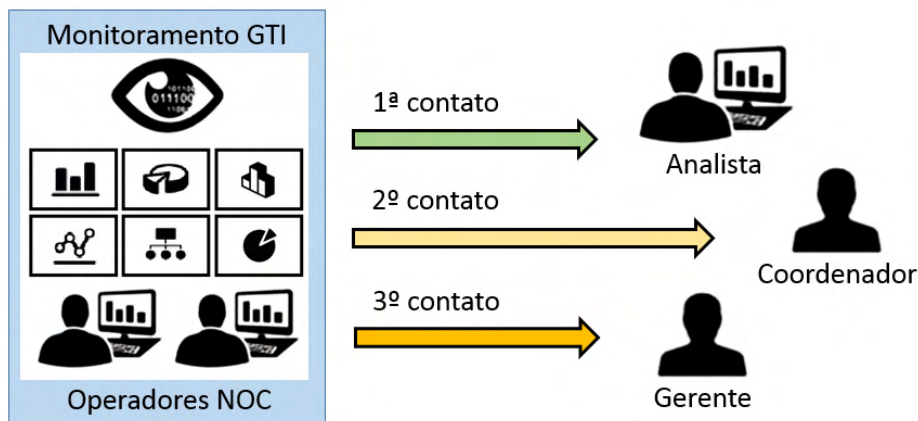 Monitoramento GTI
Operadores NOC
1ª contato
Analista
2º contato
Coordenador
3º contato
Gerente